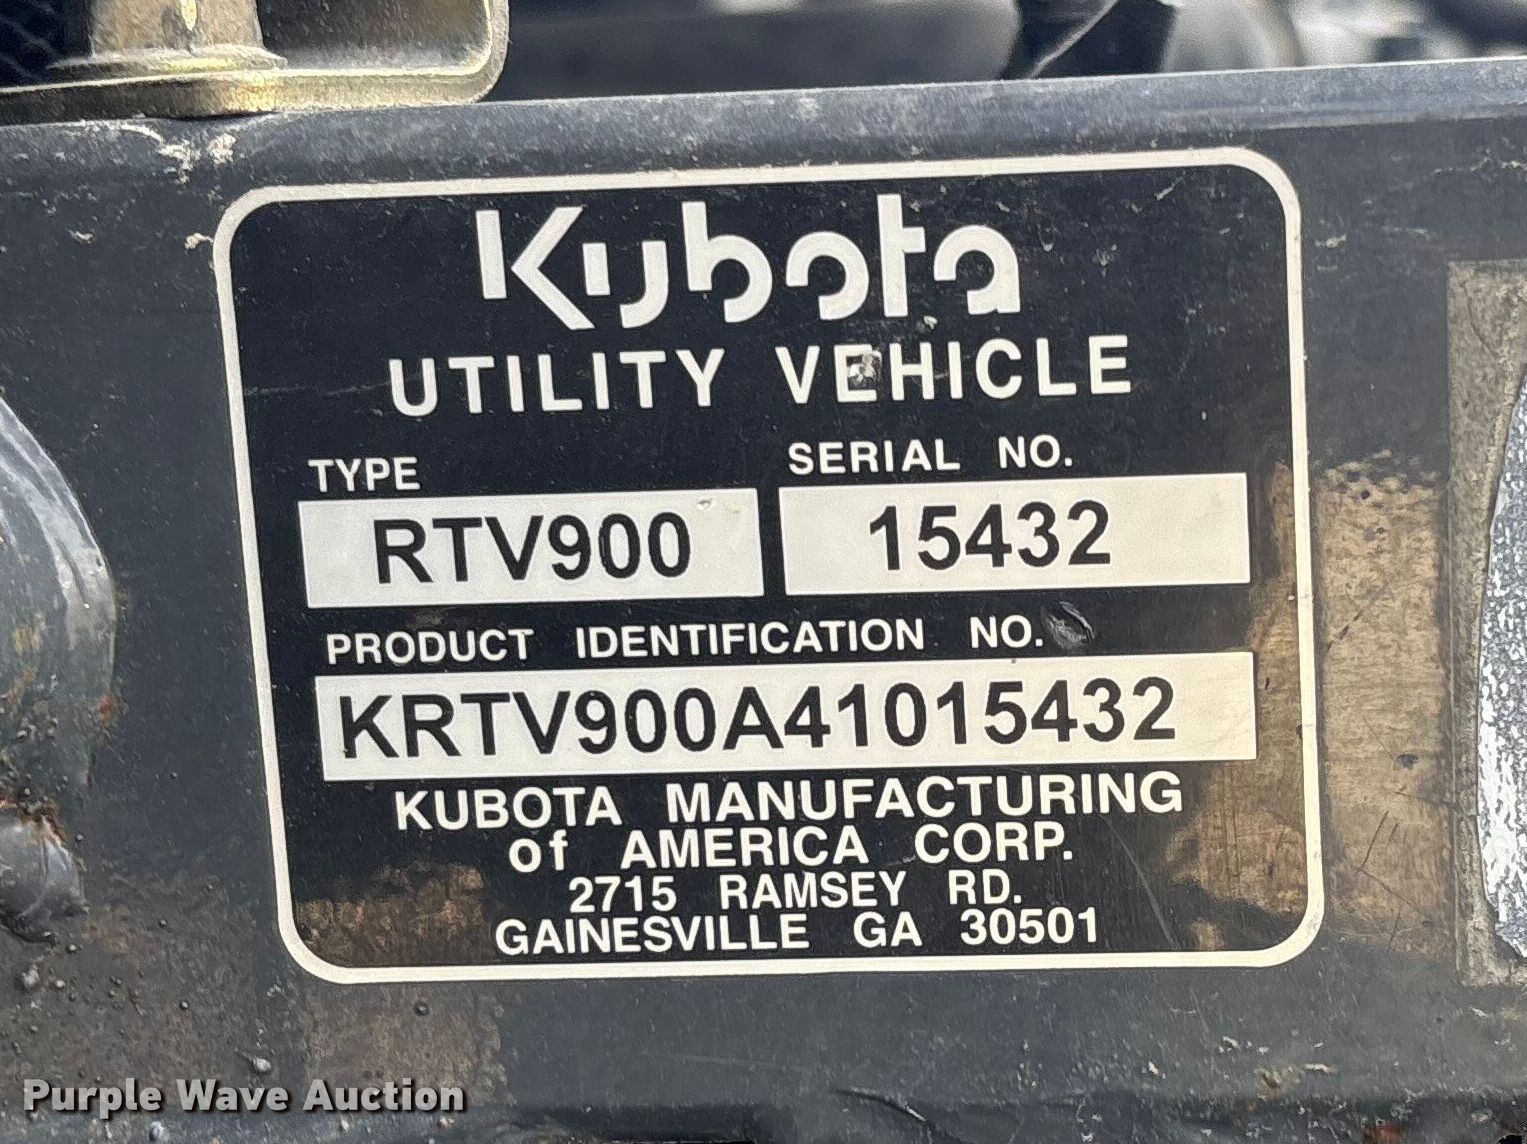 Kubota
UTILITY VEHICLE
TYPE SERIAL NO.
RTV900 15432
PRODUCT IDENTIFICATION NO.
KRTV900A41015432
KUBOTA MANUFACTURING
of AMERICA CORP.
2715 RAMSEY RD.
GAINESVILLE GA 30501
Purple Wave Auction